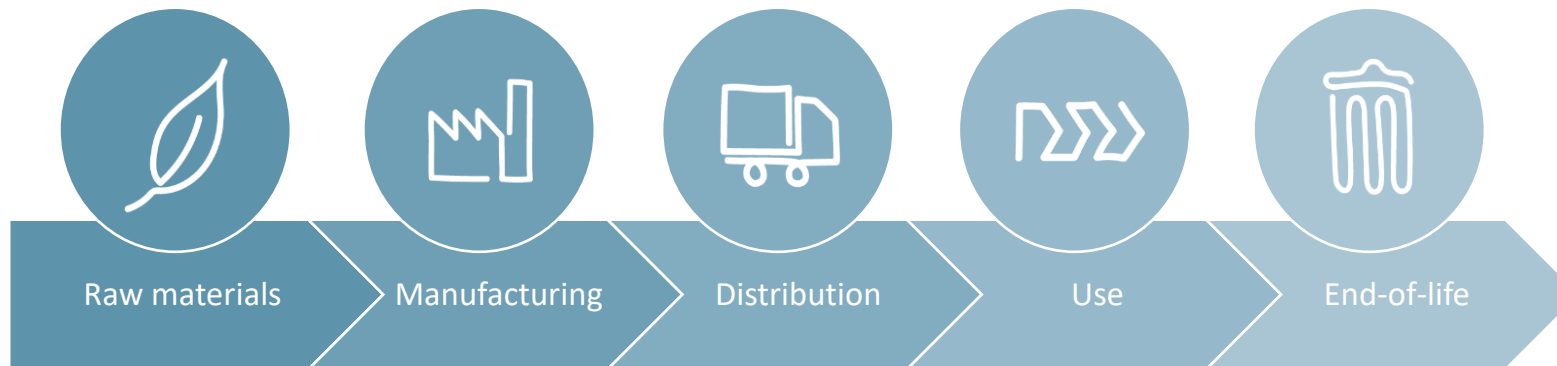 Raw materials
Manufacturing
Distribution
Use
End-of-life